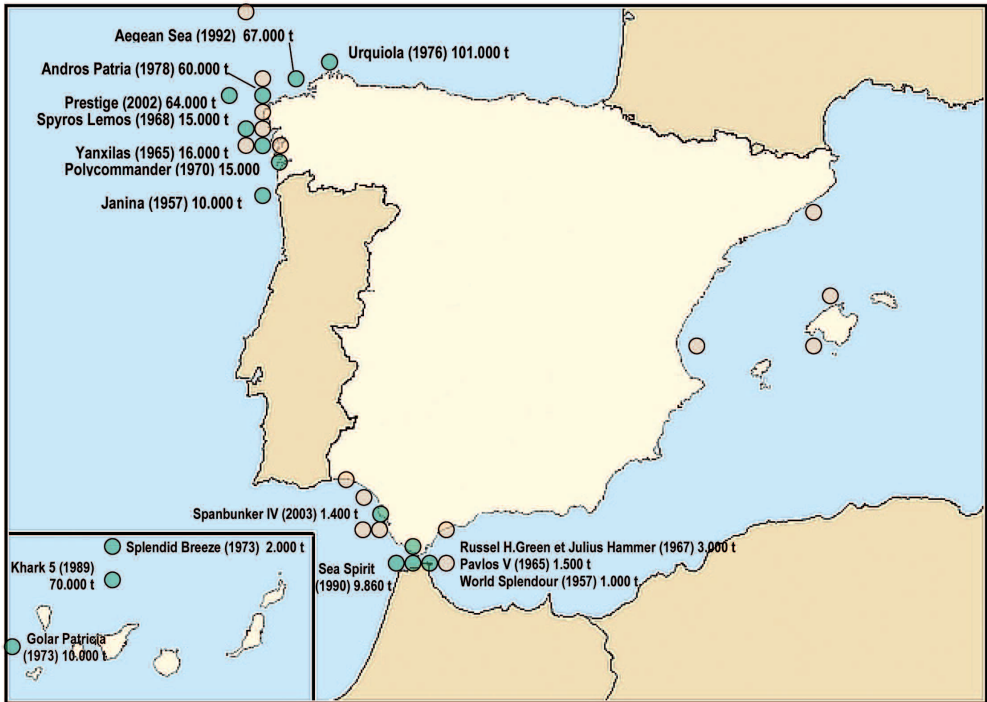 Aegean Sea (1992) 67.000 t
Urquiola (1976) 101.000 t
Andros Patria (1978) 60.000 t
Prestige (2002) 64.000 t
Spyros Lemos (1968) 15.000 t
Yanxilas (1965) 16.000 t
Polycommander (1970) 15.000
Janina (1957) 10.000 t
Spanbunker IV (2003) 1.400 t
Splendid Breeze (1973) 2.000 t
Khark 5 (1989)
70.000 t
Golar Patricia
(1973) 10.000 t
Sea Spirit
(1990) 9.860 t
Russel H.Green et Julius Hammer (1967) 3,000 t
Pavlos V (1965) 1.500 t
World Splendour (1957) 1.000 t